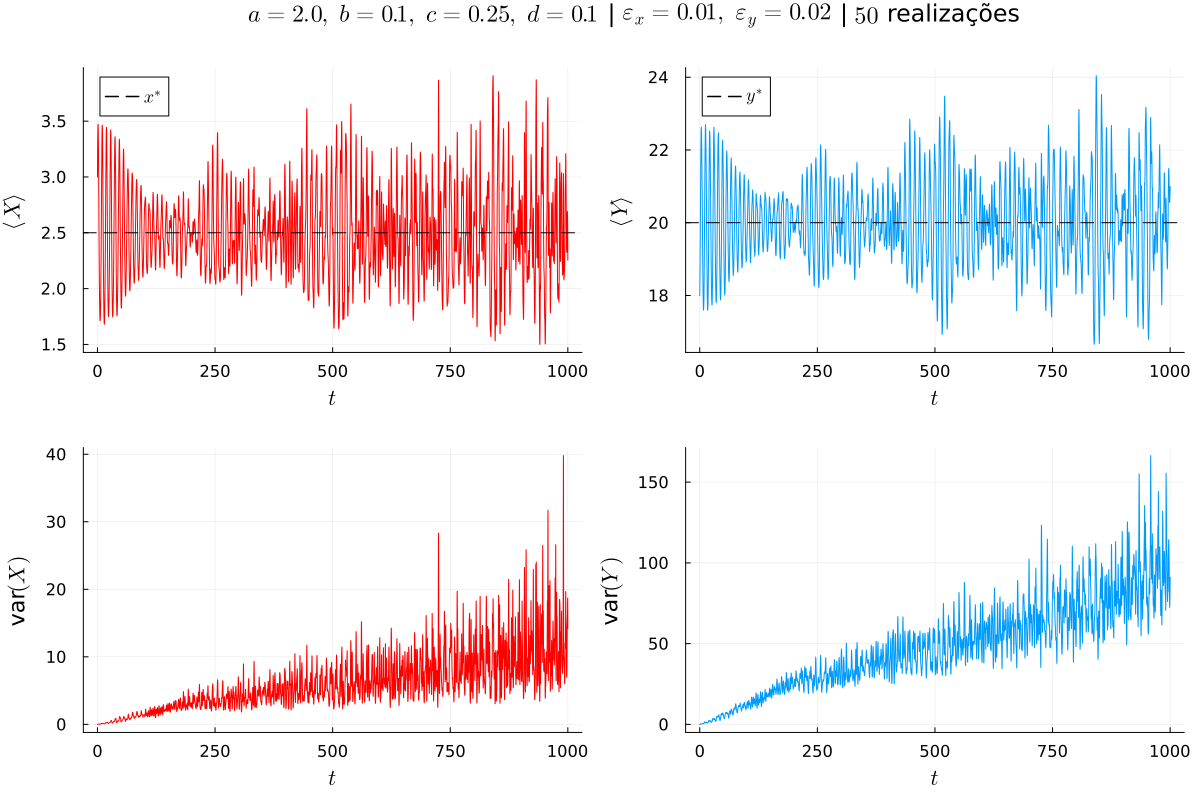 a = 2.0, b = 0.1, c = 0.25, d = 0.1 | εx = 0.01, εy = 0.02 | 50 realizações
x*
3.5
3.0
2.5
2.0
1.5
⟨X⟩
0 250 500 750 1000
t
y*
24
22
20
18
⟨Y⟩
0 250 500 750 1000
t
40
30
20
10
0
var(X)
0 250 500 750 1000
t
150
100
50
0
var(Y)
0 250 500 750 1000
t